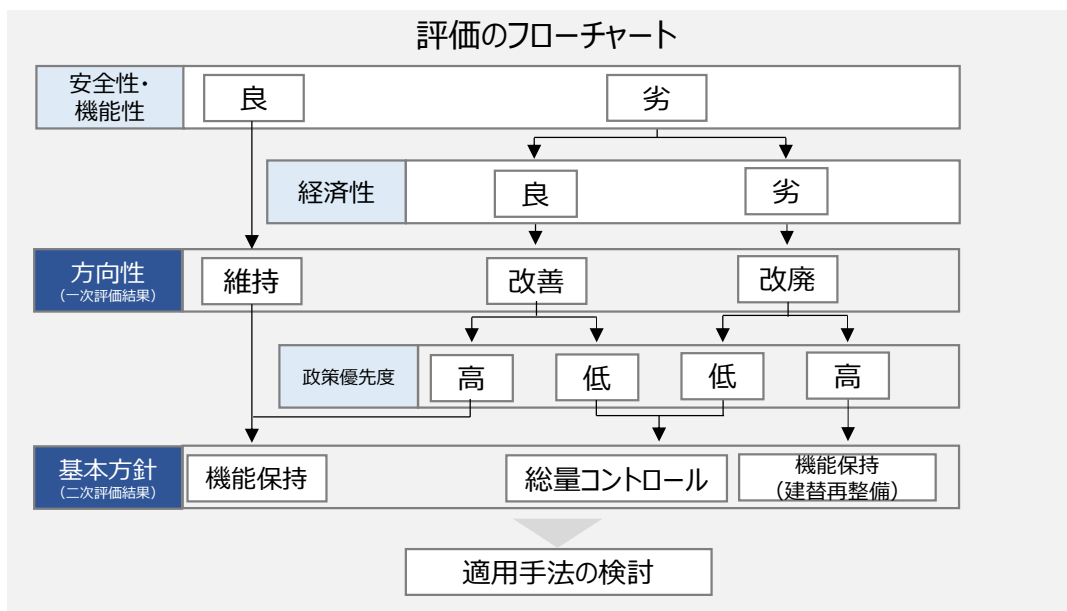 評価のフローチャート
安全性・
機能性
良
劣
経済性
良
劣
方向性
（一次評価結果）
維持
改善
改廃
政策優先度
高
低
低
高
基本方針
（二次評価結果）
機能保持
総量コントロール
機能保持
（建替再整備）
適用手法の検討